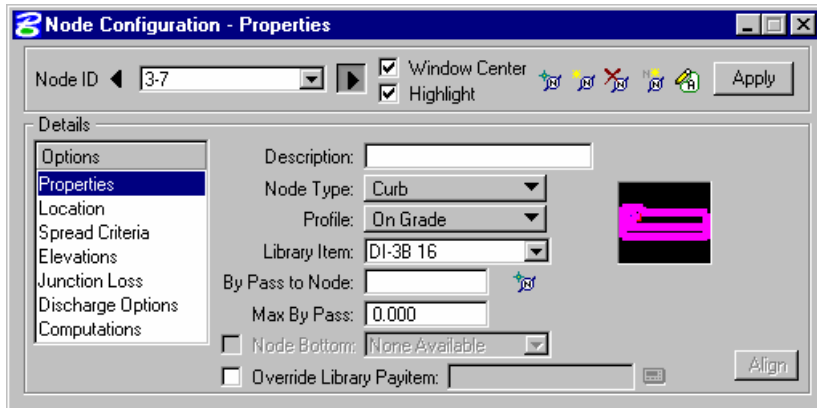 Node Configuration - Properties
Node ID 3-7 Window Center Apply
Highlight
Details
Options
Properties
Location
Spread Criteria
Elevations
Junction Loss
Discharge Options
Computations
Description:
Node Type: Curb
Profile: On Grade
Library Item: DI-3B 16
By Pass to Node:
Max By Pass: 0.000
Node Bottom: None Available
Override Library Payitem:
Align